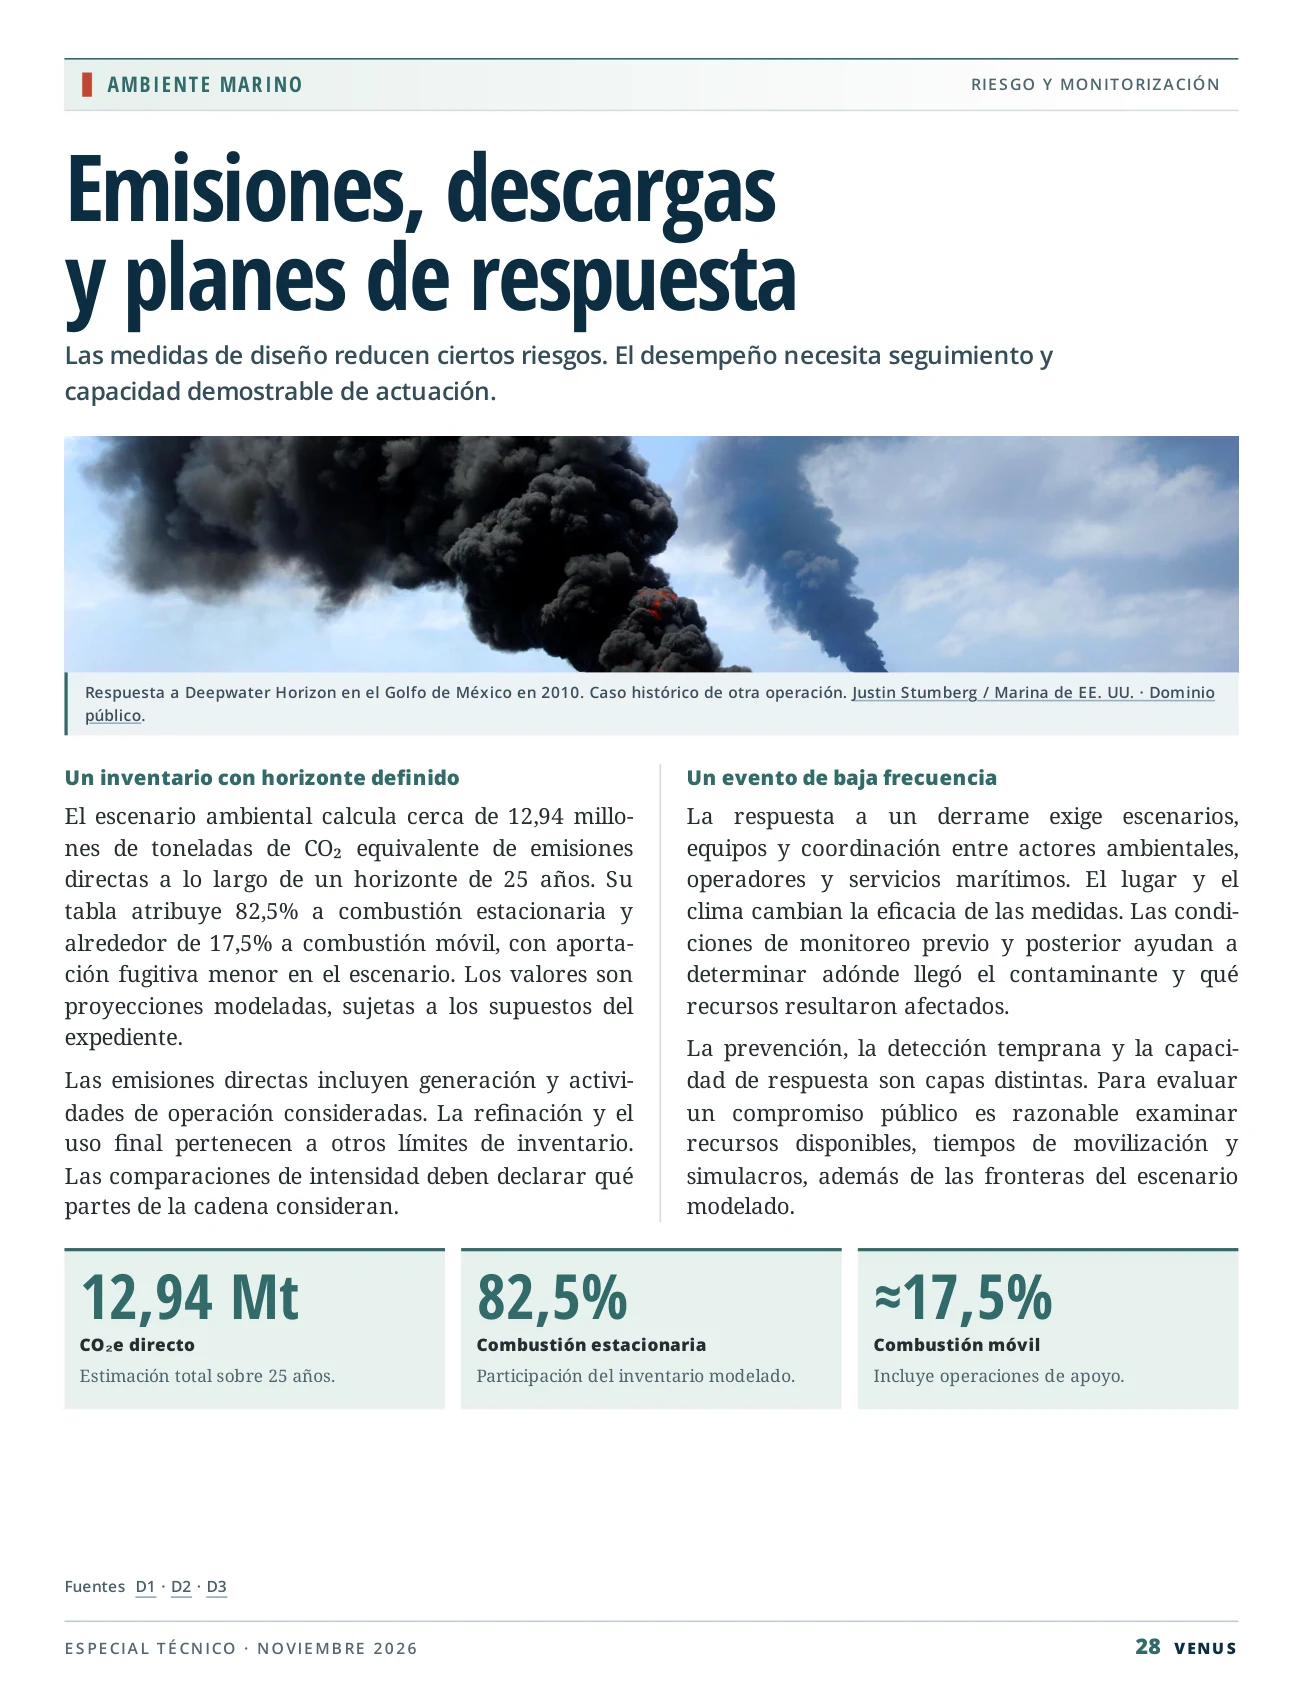 AMBIENTE MARINO
RIESGO Y MONITORIZACIÓN
Emisiones, descargas
y planes de respuesta
Las medidas de diseño reducen ciertos riesgos. El desempeño necesita seguimiento y
capacidad demostrable de actuación.
Respuesta a Deepwater Horizon en el Golfo de México en 2010. Caso histórico de otra operación. Justin Stumberg / Marina de EE. UU. · Dominio
público.
Un inventario con horizonte definido
El escenario ambiental calcula cerca de 12,94 millo-
nes de toneladas de CO₂ equivalente de emisiones
directas a lo largo de un horizonte de 25 años. Su
tabla atribuye 82,5% a combustión estacionaria y
alrededor de 17,5% a combustión móvil, con aporta-
ción fugitiva menor en el escenario. Los valores son
proyecciones modeladas, sujetas a los supuestos del
expediente.
Las emisiones directas incluyen generación y activi-
dades de operación consideradas. La refinación y el
uso final pertenecen a otros límites de inventario.
Las comparaciones de intensidad deben declarar qué
partes de la cadena consideran.
Un evento de baja frecuencia
La respuesta a un derrame exige escenarios,
equipos y coordinación entre actores ambientales,
operadores y servicios marítimos. El lugar y el
clima cambian la eficacia de las medidas. Las condi-
ciones de monitoreo previo y posterior ayudan a
determinar adónde llegó el contaminante y qué
recursos resultaron afectados.
La prevención, la detección temprana y la capaci-
dad de respuesta son capas distintas. Para evaluar
un compromiso público es razonable examinar
recursos disponibles, tiempos de movilización y
simulacros, además de las fronteras del escenario
modelado.
12,94 Mt
CO₂e directo
Estimación total sobre 25 años.
82,5%
Combustión estacionaria
Participación del inventario modelado.
≈17,5%
Combustión móvil
Incluye operaciones de apoyo.
Fuentes D1 · D2 · D3
ESPECIAL TÉCNICO · NOVIEMBRE 2026
28 VENUS